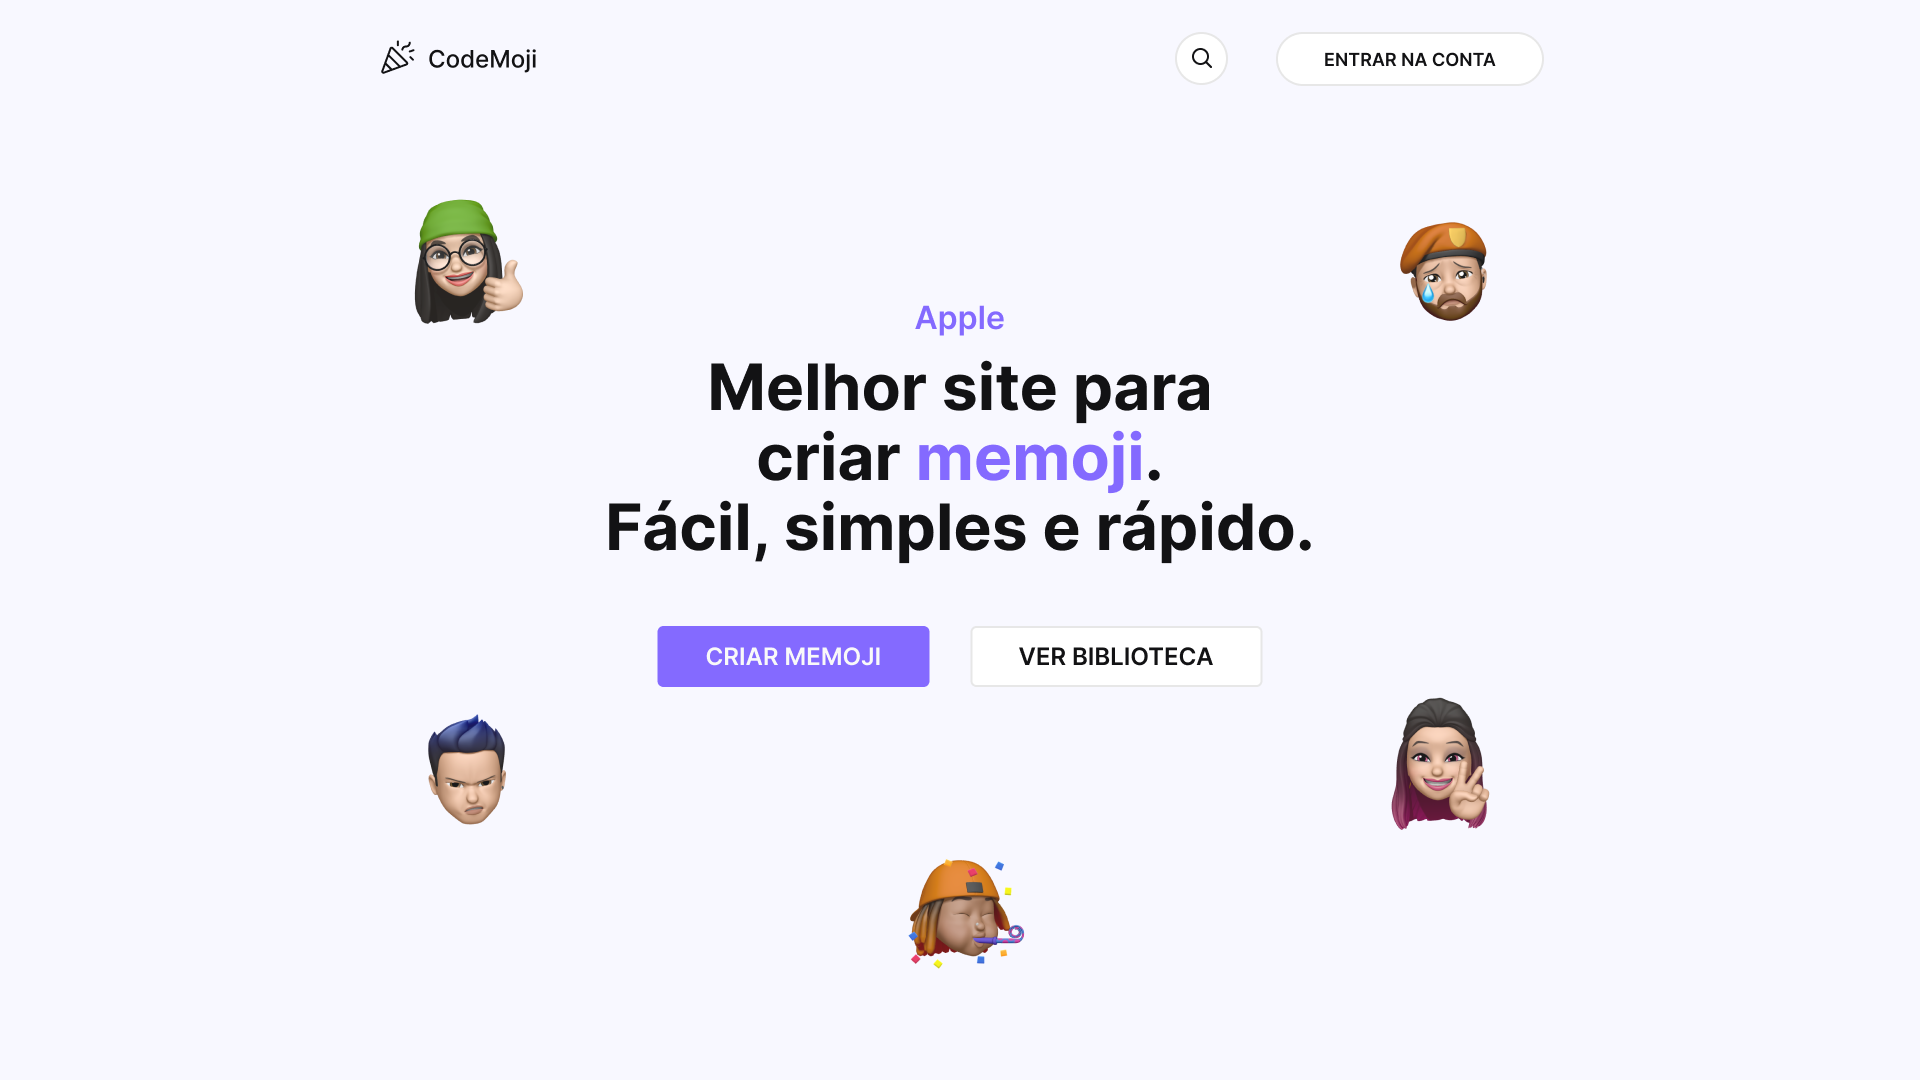 CodeMoji
ENTRAR NA CONTA
Apple
Melhor site para
criar memoji.
Fácil, simples e rápido.
CRIAR MEMOJI
VER BIBLIOTECA